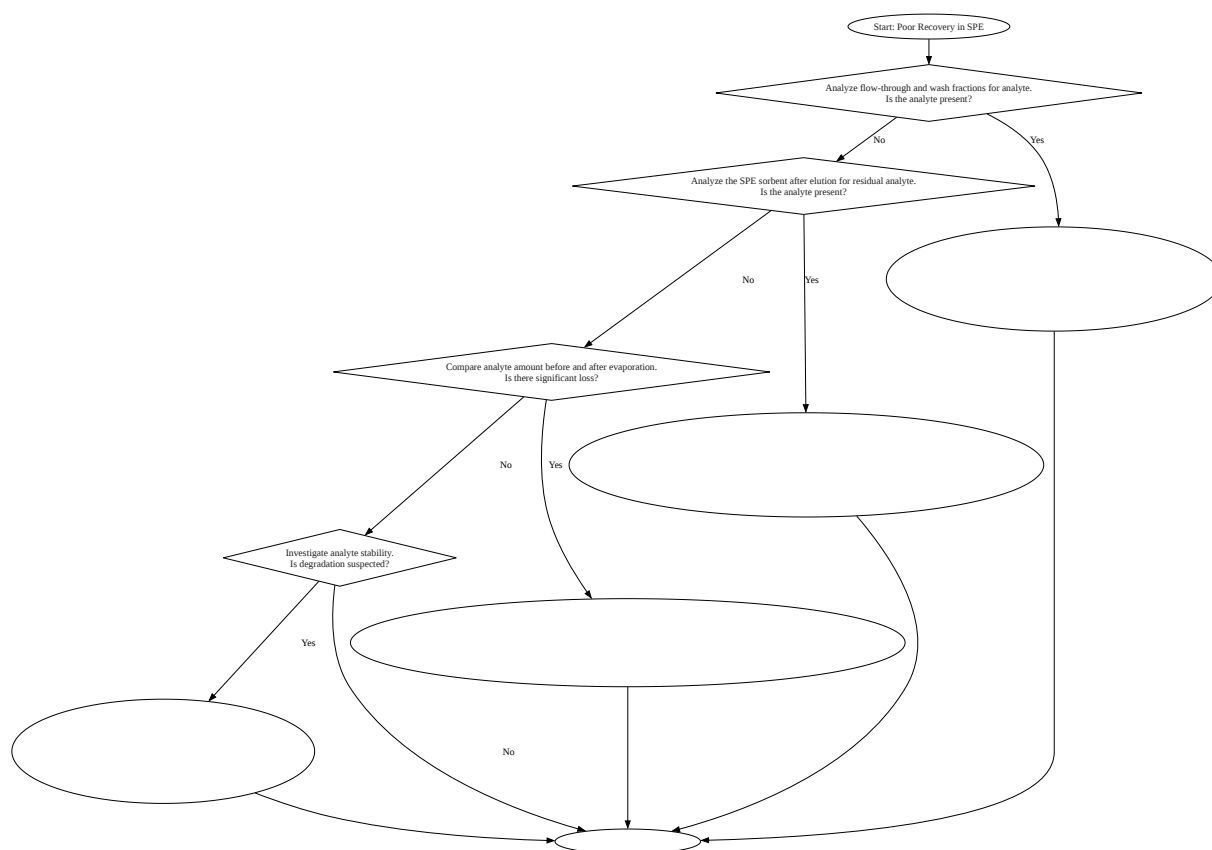 Start: Poor Recovery in SPE
Analyze flow-through and wash fractions for analyte.
Is the analyte present?
No
Yes
Analyze the SPE sorbent after elution for residual analyte.
Is the analyte present?
No
Yes
Compare analyte amount before and after evaporation.
Is there significant loss?
No
Yes
Investigate analyte stability.
Is degradation suspected?
Yes
No